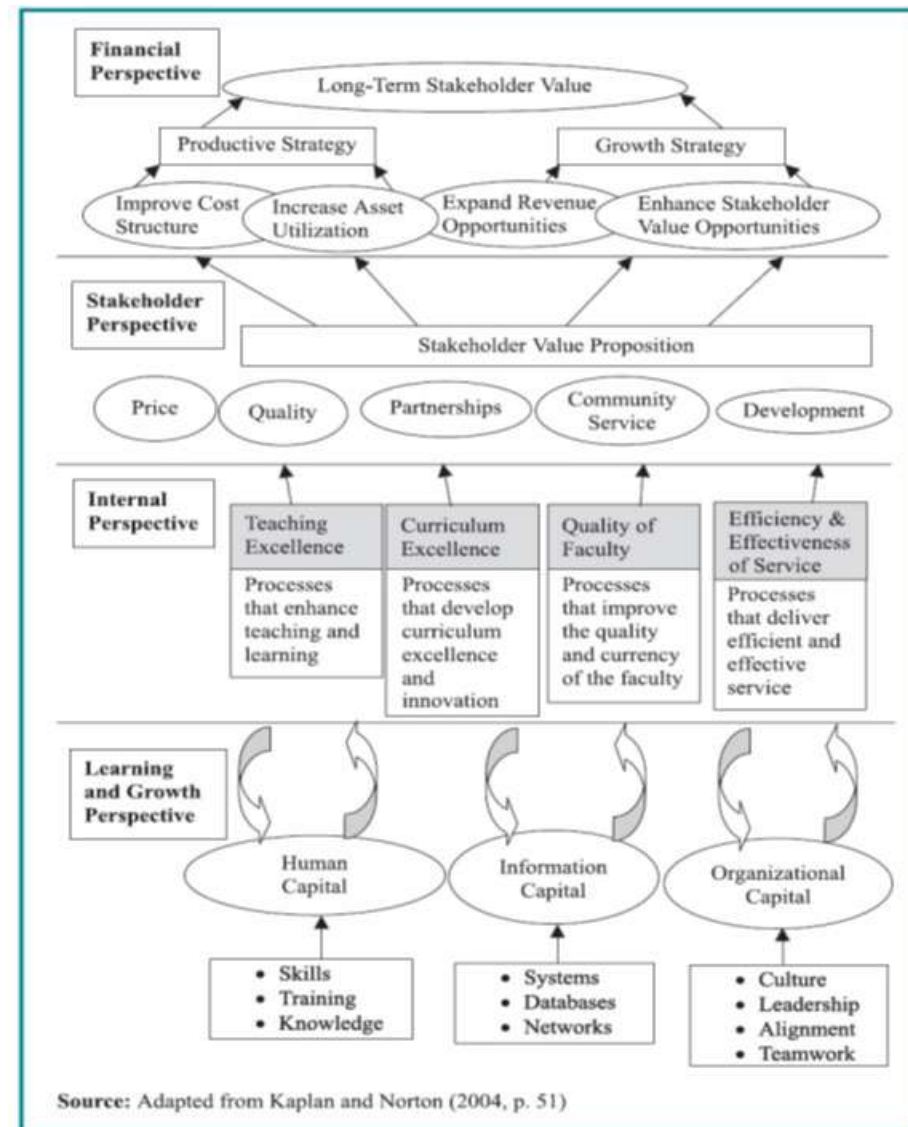 Financial
Perspective
Long-Term Stakeholder Value
Productive Strategy
Growth Strategy
Improve Cost
Structure
Increase Asset
Utilization
Expand Revenue
Opportunities
Enhance Stakeholder
Value Opportunities
Stakeholder
Perspective
Stakeholder Value Proposition
Price
Quality
Partnerships
Community
Service
Development
Internal
Perspective
Teaching
Excellence
Processes
that enhance
teaching and
learning
Curriculum
Excellence
Processes
that develop
curriculum
excellence
and
innovation
Quality of
Faculty
Processes
that improve
the quality
and currency
of the faculty
Efficiency &
Effectiveness
of Service
Processes
that deliver
efficient and
effective
service
Learning
and Growth
Perspective
Human
Capital
Information
Capital
Organizational
Capital
• Skills
• Training
• Knowledge
• Systems
• Databases
• Networks
• Culture
• Leadership
• Alignment
• Teamwork
Source: Adapted from Kaplan and Norton (2004, p. 51)